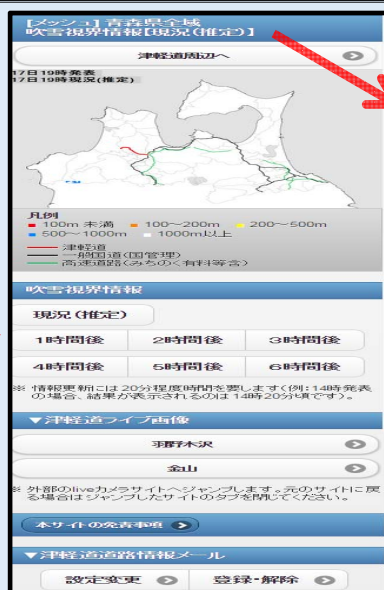 [メッシュ] 青森県全域
吹雪視界情報【現況(推定)】
津軽道周辺へ
17日19時発表
17日19時現況(推定)
凡例
100m 未満 100～200m 200～500m
500～1000m 1000m以上
津軽道
一般国道(国管理)
高速道路(みちのく有料等含)
吹雪視界情報
現況(推定)
1時間後 2時間後 3時間後
4時間後 5時間後 6時間後
※ 情報更新には20分程度時間を要します(例:14時発表
の場合、結果が表示されるのは14時20分頃です)。
▼津軽道ライブ画像
羽野木沢
金山
※ 外部のliveカメラサイトへジャンプします。元のサイトに戻
る場合はジャンプしたサイトのタブを閉じてください。
本サイトの免責事項
▼津軽道道路情報メール
設定変更 登録・解除